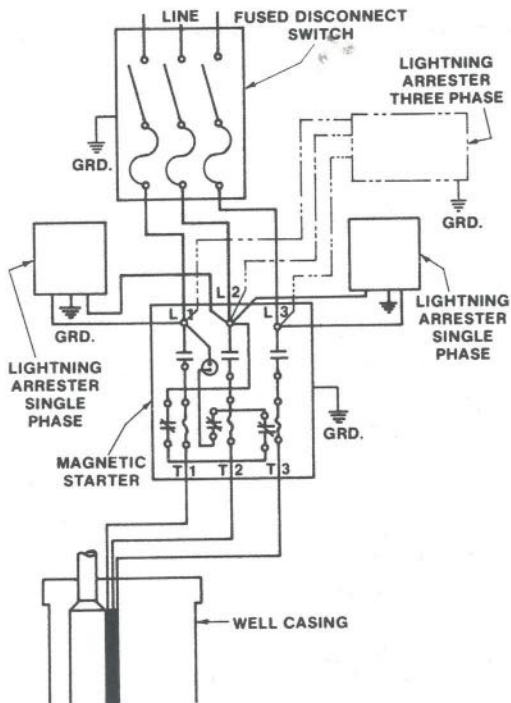 LINE
FUSED DISCONNECT
SWITCH
LIGHTNING
ARRESTER
THREE PHASE
GRD.
GRD.
L 1
L 2
L 3
GRD.
LIGHTNING
ARRESTER
SINGLE
PHASE
LIGHTNING
ARRESTER
SINGLE
PHASE
GRD.
MAGNETIC
STARTER
T 1
T 2
T 3
WELL CASING